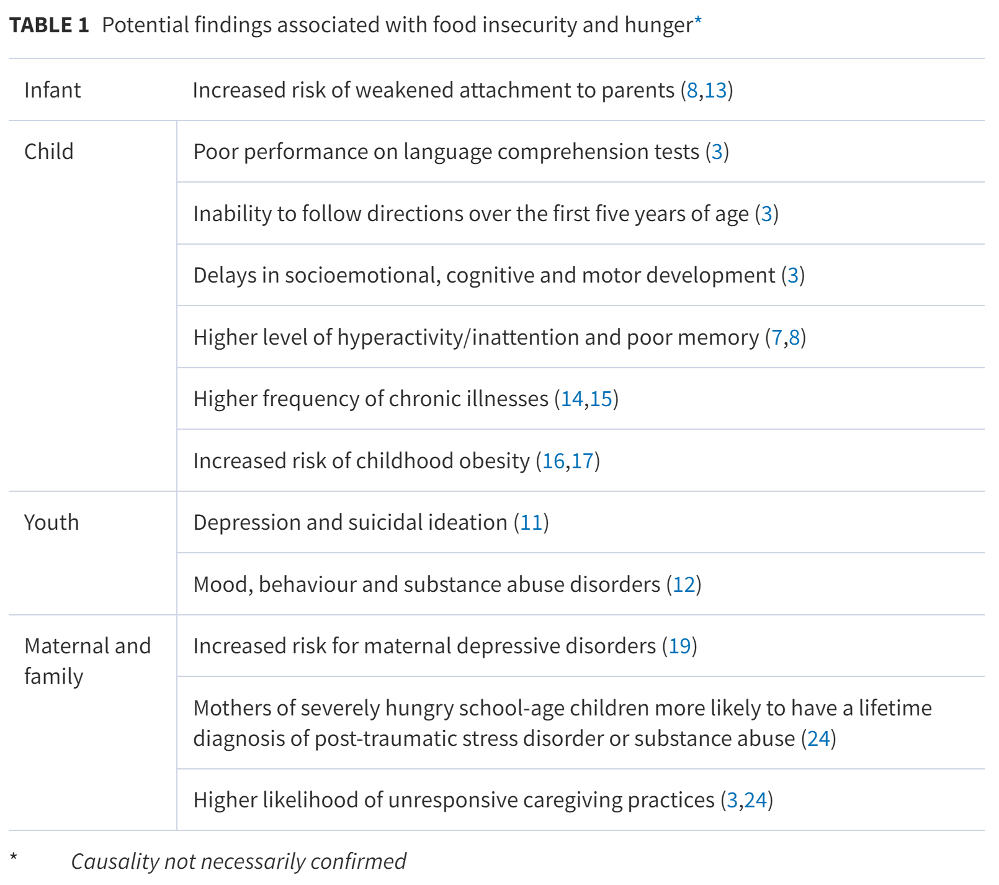 TABLE 1 Potential findings associated with food insecurity and hunger*
Infant
Increased risk of weakened attachment to parents (8,13)
Child
Poor performance on language comprehension tests (3)
Inability to follow directions over the first five years of age (3)
Delays in socioemotional, cognitive and motor development (3)
Higher level of hyperactivity/inattention and poor memory (7,8)
Higher frequency of chronic illnesses (14,15)
Increased risk of childhood obesity (16,17)
Youth
Depression and suicidal ideation (11)
Mood, behaviour and substance abuse disorders (12)
Maternal and
family
Increased risk for maternal depressive disorders (19)
Mothers of severely hungry school-age children more likely to have a lifetime
diagnosis of post-traumatic stress disorder or substance abuse (24)
Higher likelihood of unresponsive caregiving practices (3,24)
* Causality not necessarily confirmed